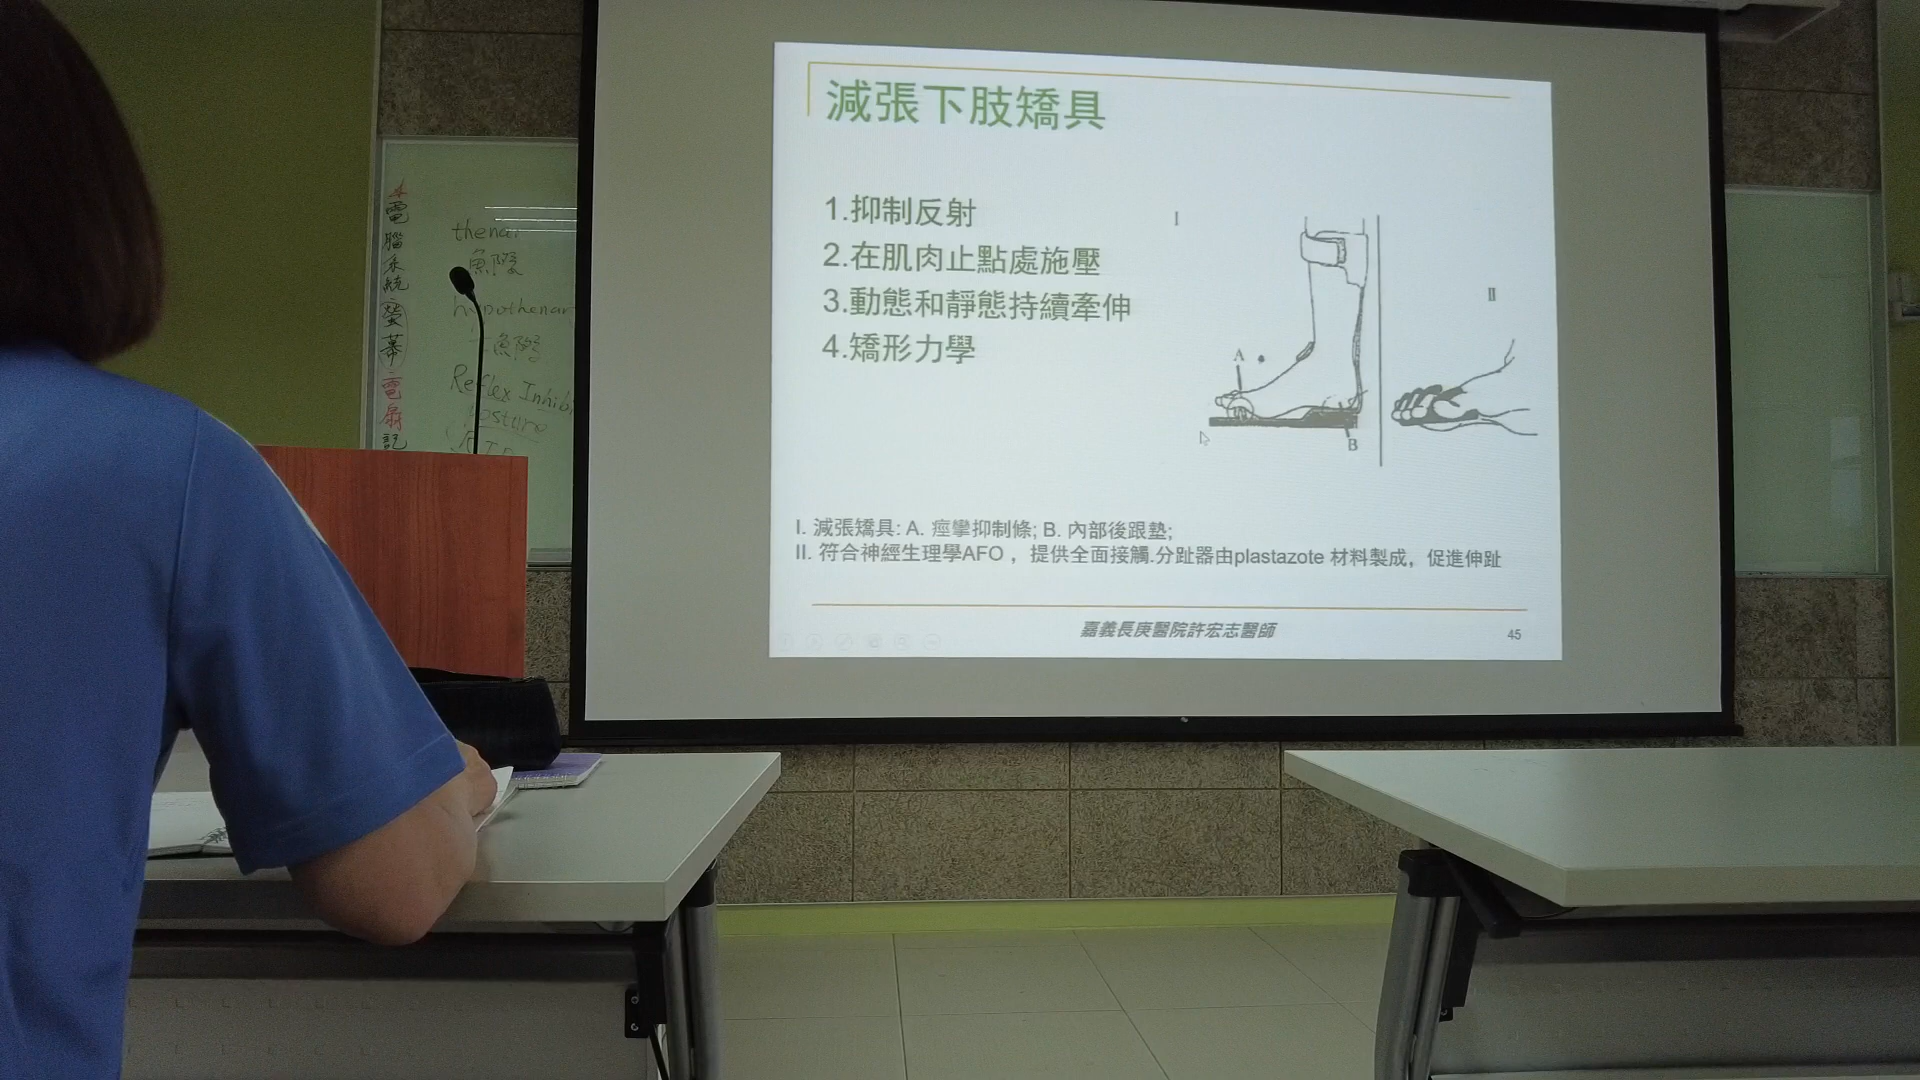 減張下肢矯具
1.抑制反射
2.在肌肉止點處施壓
3.動態和靜態持續牽伸
4.矯形力學
I
II
A
B
I. 減張矯具: A. 痙攣抑制條; B. 內部後跟墊;
II. 符合神經生理學AFO ，提供全面接觸.分趾器由plastazote 材料製成，促進伸趾
嘉義長庚醫院許宏志醫師
45
電腦系統
螢幕
電扇
thenar
魚際
hypothenar
魚際
Reflex Inhibi